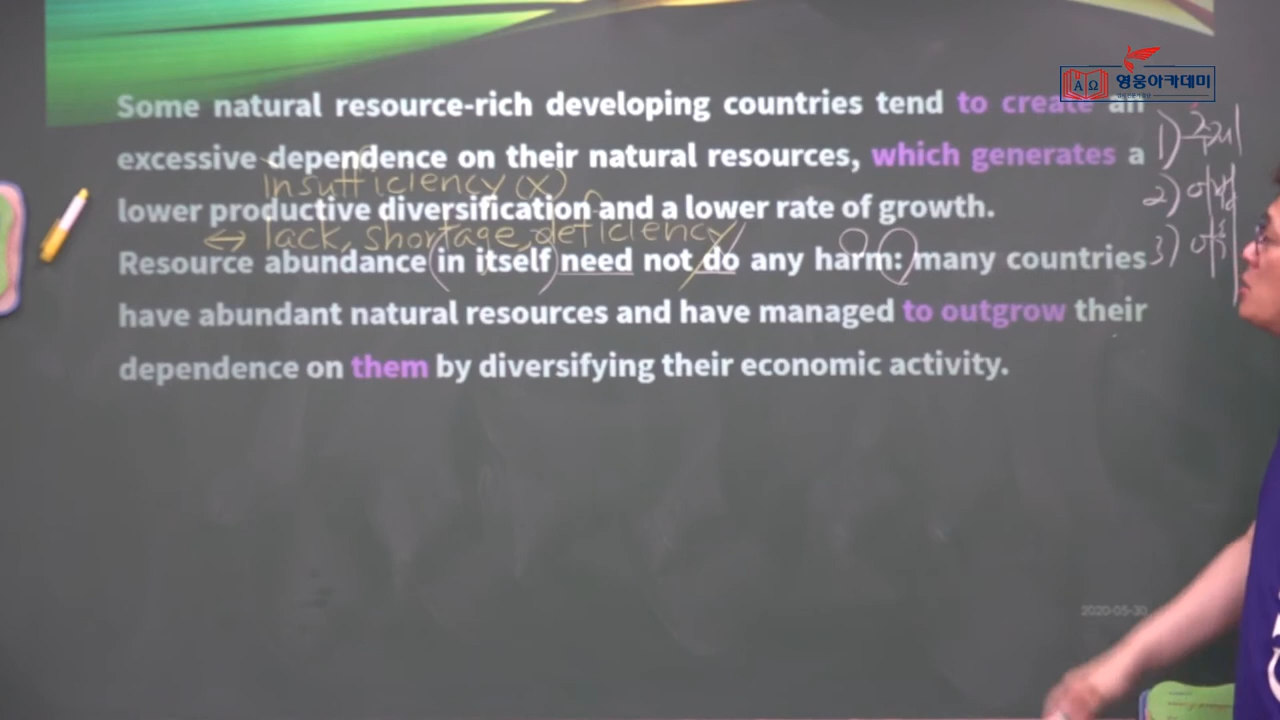 영웅아카데미
Some natural resource-rich developing countries tend to create an
excessive dependence on their natural resources, which generates a
insufficiency (x)
lower productive diversification and a lower rate of growth.
↔ lack, shortage, deficiency
Resource abundance (in itself) need not do any harm: many countries
have abundant natural resources and have managed to outgrow their
dependence on them by diversifying their economic activity.
1)
2)
3)
2020-05-30